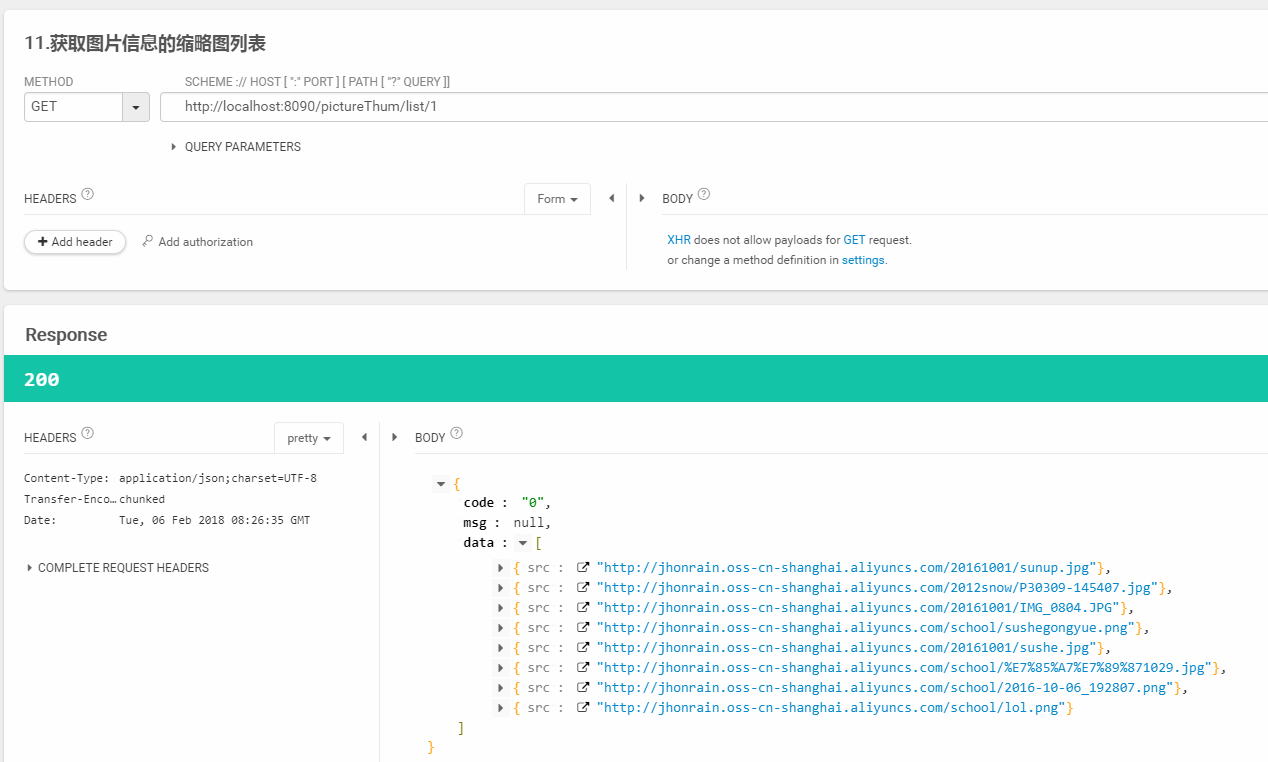 11.获取图片信息的缩略图列表
METHOD
SCHEME :// HOST [ ":" PORT ] [ PATH [ "?" QUERY ]]
GET
http://localhost:8090/pictureThum/list/1
QUERY PARAMETERS
HEADERS ?
Form
BODY ?
+ Add header
Add authorization
XHR does not allow payloads for GET request.
or change a method definition in settings.
Response
200
HEADERS ?
pretty
BODY ?
Content-Type: application/json;charset=UTF-8
Transfer-Enco… chunked
Date: Tue, 06 Feb 2018 08:26:35 GMT
COMPLETE REQUEST HEADERS
{
code : "0",
msg : null,
data : [
{ src : "http://jhonrain.oss-cn-shanghai.aliyuncs.com/20161001/sunup.jpg"},
{ src : "http://jhonrain.oss-cn-shanghai.aliyuncs.com/2012snow/P30309-145407.jpg"},
{ src : "http://jhonrain.oss-cn-shanghai.aliyuncs.com/20161001/IMG_0804.JPG"},
{ src : "http://jhonrain.oss-cn-shanghai.aliyuncs.com/school/sushegongyue.png"},
{ src : "http://jhonrain.oss-cn-shanghai.aliyuncs.com/20161001/sushe.jpg"},
{ src : "http://jhonrain.oss-cn-shanghai.aliyuncs.com/school/%E7%85%A7%E7%89%871029.jpg"},
{ src : "http://jhonrain.oss-cn-shanghai.aliyuncs.com/school/2016-10-06_192807.png"},
{ src : "http://jhonrain.oss-cn-shanghai.aliyuncs.com/school/lol.png"}
]
}